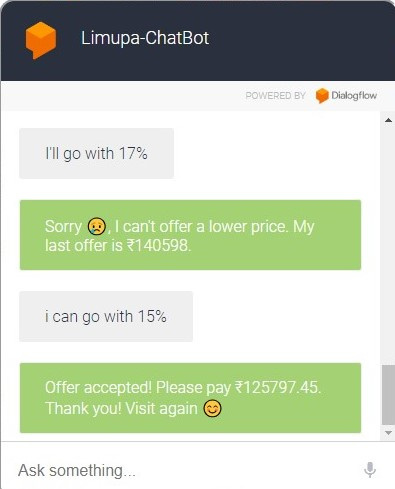 Limupa-ChatBot
POWERED BY Dialogflow
I'll go with 17%
Sorry 😥, I can't offer a lower price. My
last offer is ₹140598.
i can go with 15%
Offer accepted! Please pay ₹125797.45.
Thank you! Visit again 😊
Ask something...